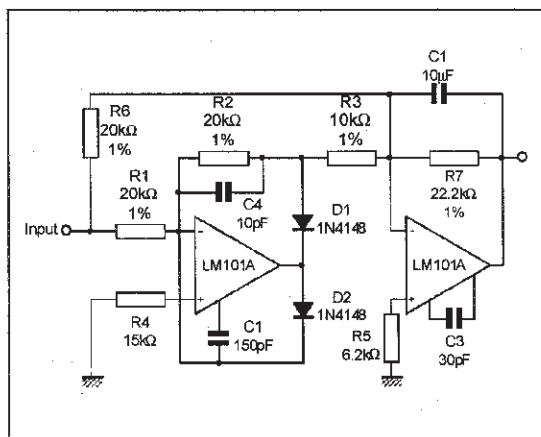 C1
10µF
R6
20kΩ
1%
R2
20kΩ
1%
R3
10kΩ
1%
R1
20kΩ
1%
C4
10pF
R7
22.2kΩ
1%
Input
D1
1N4148
-
-
LM101A
LM101A
+
+
D2
1N4148
R4
15kΩ
C1
150pF
R5
6.2kΩ
C3
30pF